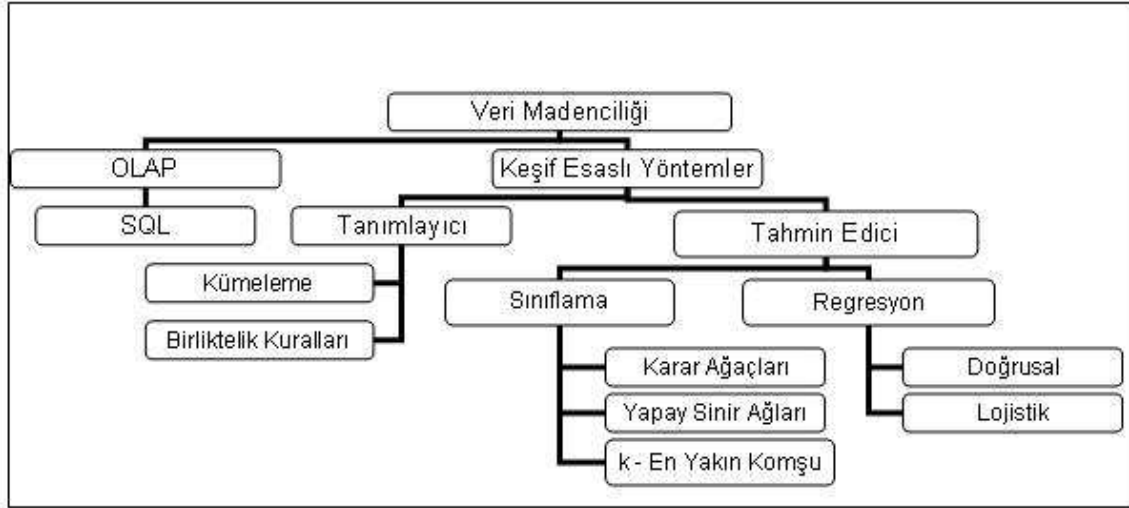 Veri Madenciliği
OLAP
Keşif Esaslı Yöntemler
SQL
Tanımlayıcı
Tahmin Edici
Kümeleme
Sınıflama
Regresyon
Birliktelik Kuralları
Karar Ağaçları
Doğrusal
Yapay Sinir Ağları
Lojistik
k - En Yakın Komşu